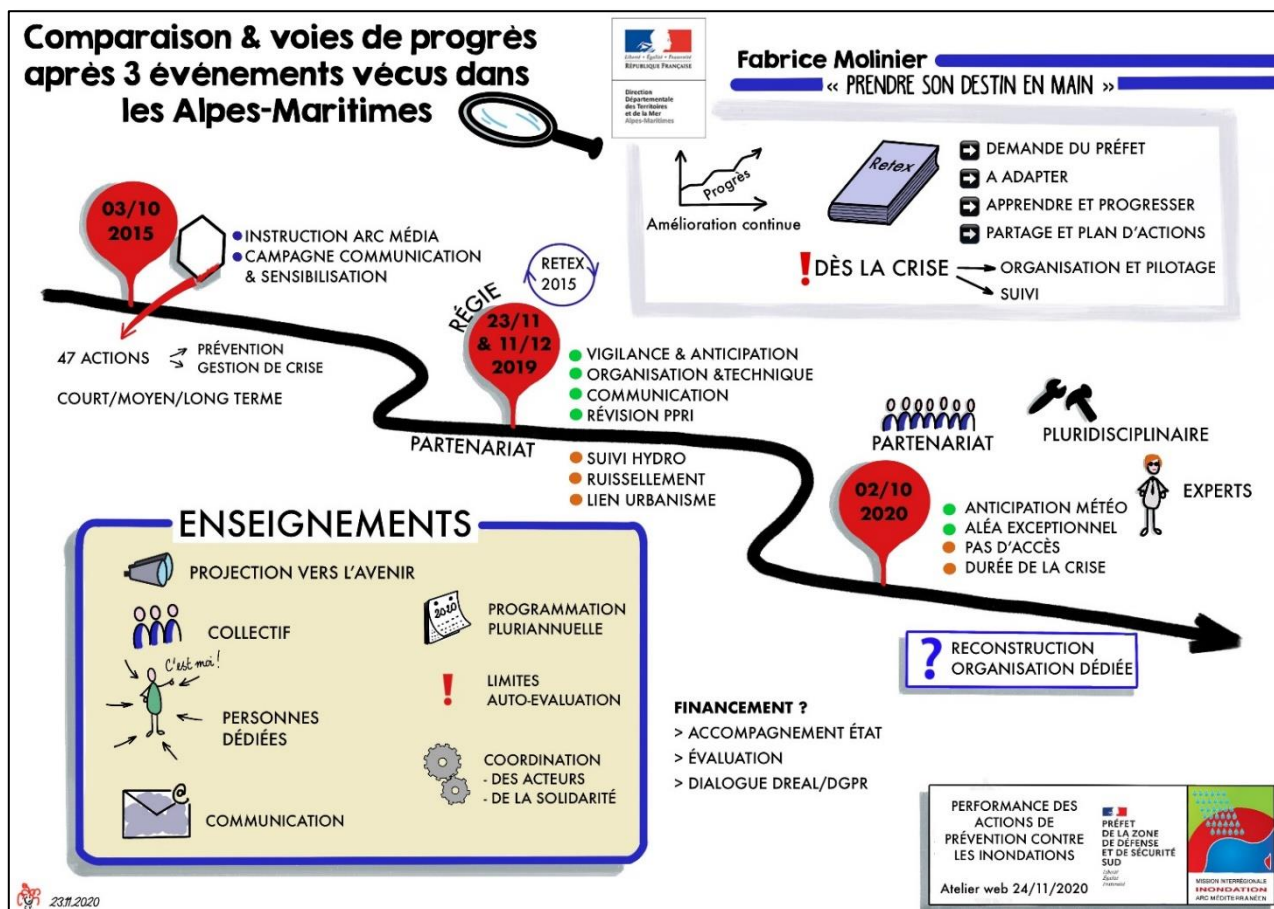 Comparaison & voies de progrès
après 3 événements vécus dans
les Alpes-Maritimes
Liberté • Égalité • Fraternité
RÉPUBLIQUE FRANÇAISE
Direction
Départementale
des Territoires
et de la Mer
Alpes-Maritimes
Fabrice Molinier
« PRENDRE SON DESTIN EN MAIN »
Progrès
Amélioration continue
Retex
DEMANDE DU PRÉFET
A ADAPTER
APPRENDRE ET PROGRESSER
PARTAGE ET PLAN D'ACTIONS
! DÈS LA CRISE
ORGANISATION ET PILOTAGE
SUIVI
03/10
2015
INSTRUCTION ARC MÉDIA
CAMPAGNE COMMUNICATION
& SENSIBILISATION
47 ACTIONS
PRÉVENTION
GESTION DE CRISE
COURT/MOYEN/LONG TERME
RETEX
2015
RÉGIE
23/11
& 11/12
2019
PARTENARIAT
VIGILANCE & ANTICIPATION
ORGANISATION &TECHNIQUE
COMMUNICATION
RÉVISION PPRI
SUIVI HYDRO
RUISSELLEMENT
LIEN URBANISME
PARTENARIAT
PLURIDISCIPLINAIRE
EXPERTS
02/10
2020
ANTICIPATION MÉTÉO
ALÉA EXCEPTIONNEL
PAS D'ACCÈS
DURÉE DE LA CRISE
? RECONSTRUCTION
ORGANISATION DÉDIÉE
ENSEIGNEMENTS
PROJECTION VERS L'AVENIR
COLLECTIF
C'est moi !
PERSONNES
DÉDIÉES
@
COMMUNICATION
2020
PROGRAMMATION
PLURIANNUELLE
! LIMITES
AUTO-EVALUATION
COORDINATION
- DES ACTEURS
- DE LA SOLIDARITÉ
FINANCEMENT ?
> ACCOMPAGNEMENT ÉTAT
> ÉVALUATION
> DIALOGUE DREAL/DGPR
PERFORMANCE DES
ACTIONS DE
PRÉVENTION CONTRE
LES INONDATIONS
Atelier web 24/11/2020
PRÉFET
DE LA ZONE
DE DÉFENSE
ET DE SÉCURITÉ
SUD
Liberté
Égalité
Fraternité
MISSION INTERRÉGIONALE
INONDATION
ARC MÉDITERRANÉEN
23.11.2020